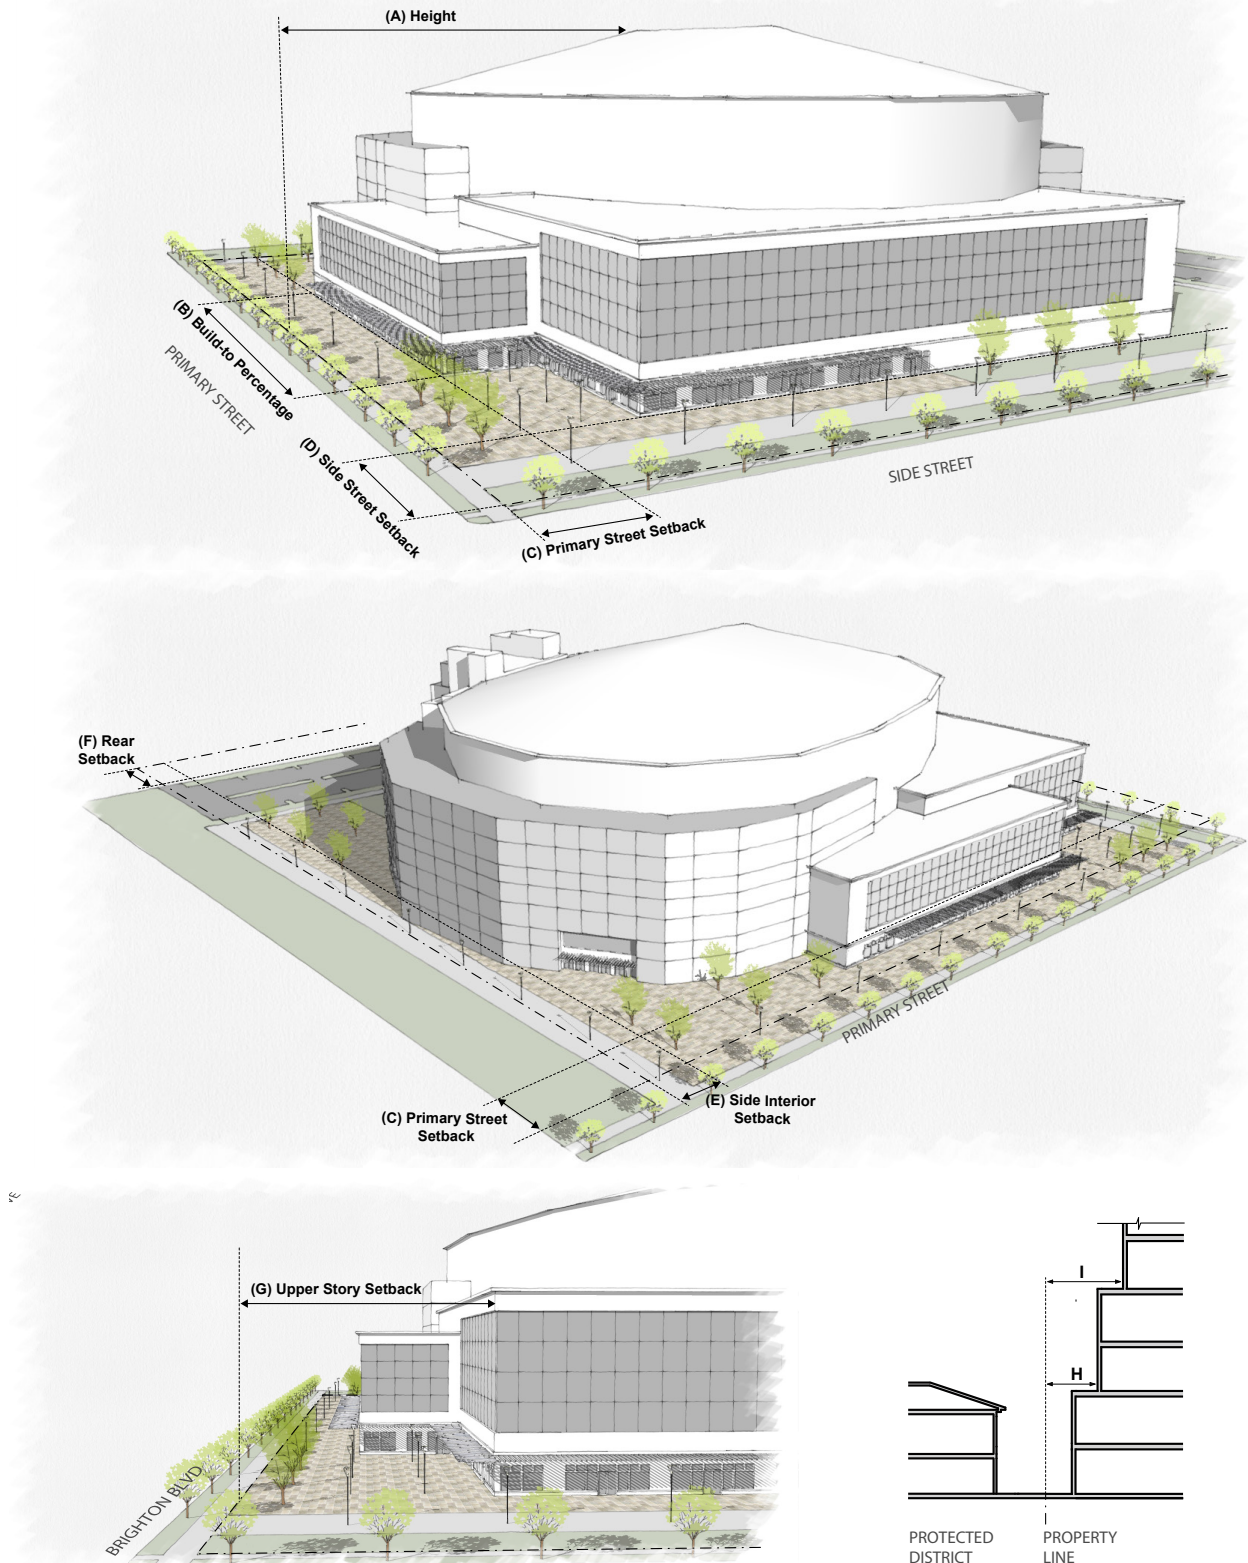 (A) Height
(B) Build-to Percentage
PRIMARY STREET
(D) Side Street Setback
(C) Primary Street Setback
SIDE STREET
(F) Rear
Setback
PRIMARY STREET
(C) Primary Street
Setback
(E) Side Interior
Setback
(G) Upper Story Setback
BRIGHTON BLVD
I
H
PROTECTED
DISTRICT
PROPERTY
LINE